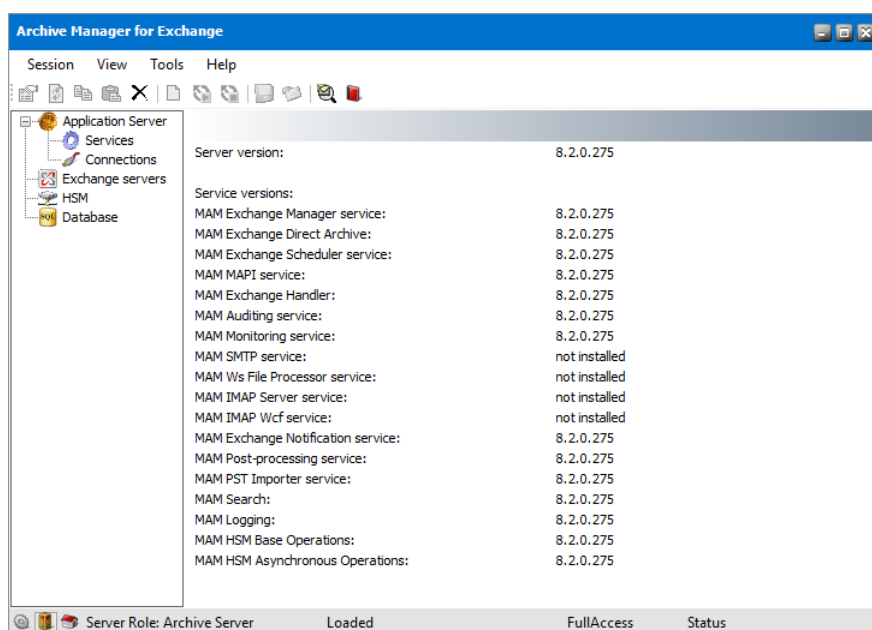 Archive Manager for Exchange
Session View Tools Help
Application Server
Services
Connections
Exchange servers
HSM
SQL Database
Server version: 8.2.0.275
Service versions:
MAM Exchange Manager service: 8.2.0.275
MAM Exchange Direct Archive: 8.2.0.275
MAM Exchange Scheduler service: 8.2.0.275
MAM MAPI service: 8.2.0.275
MAM Exchange Handler: 8.2.0.275
MAM Auditing service: 8.2.0.275
MAM Monitoring service: 8.2.0.275
MAM SMTP service: not installed
MAM Ws File Processor service: not installed
MAM IMAP Server service: not installed
MAM IMAP Wcf service: not installed
MAM Exchange Notification service: 8.2.0.275
MAM Post-processing service: 8.2.0.275
MAM PST Importer service: 8.2.0.275
MAM Search: 8.2.0.275
MAM Logging: 8.2.0.275
MAM HSM Base Operations: 8.2.0.275
MAM HSM Asynchronous Operations: 8.2.0.275
Server Role: Archive Server Loaded FullAccess Status